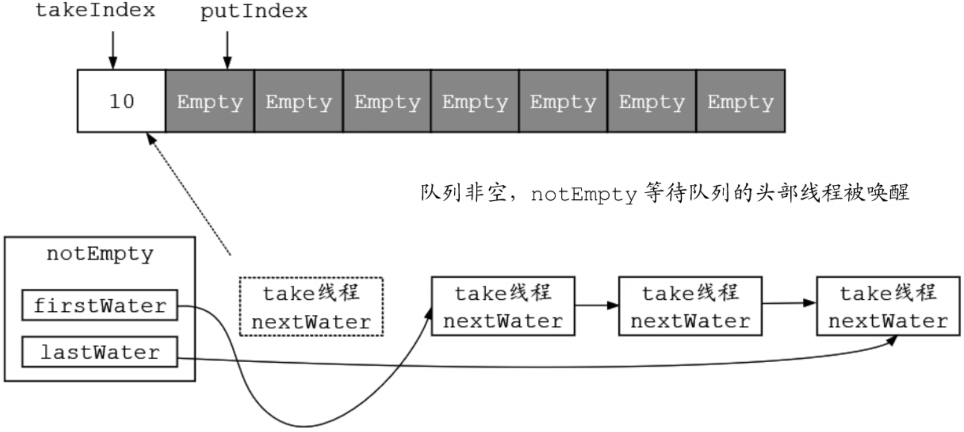 takeIndex putIndex
10 Empty Empty Empty Empty Empty Empty Empty
队列非空，notEmpty 等待队列的头部线程被唤醒
notEmpty
firstWater
lastWater
take线程
nextWater
take线程
nextWater
take线程
nextWater
take线程
nextWater